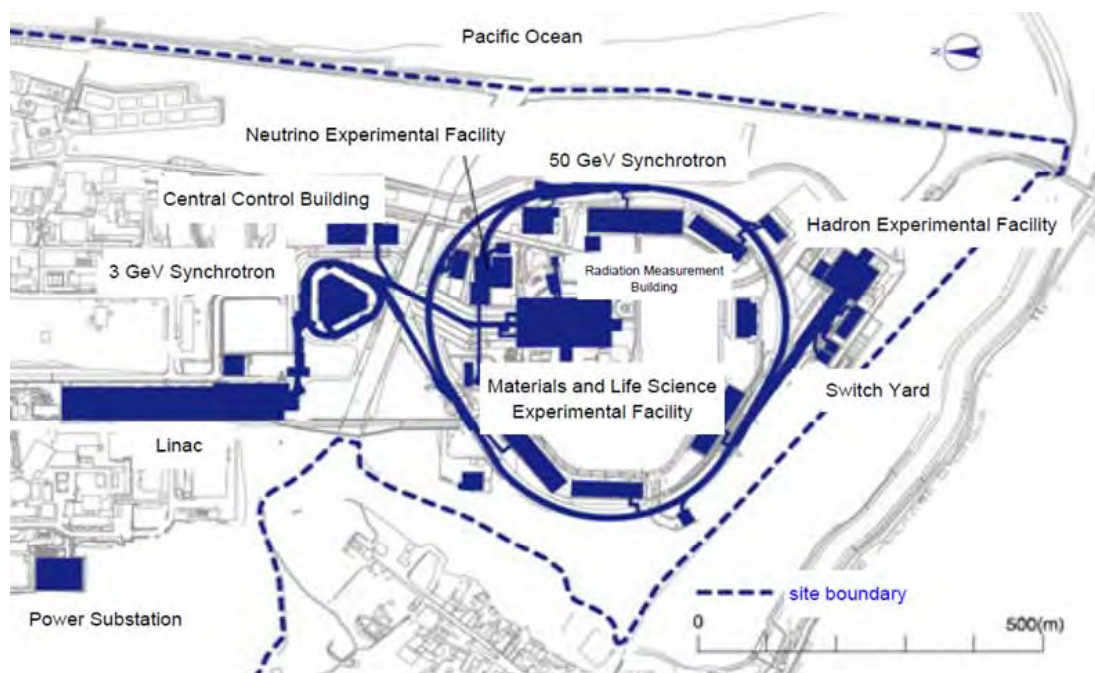 Pacific Ocean
N
Neutrino Experimental Facility
50 GeV Synchrotron
Central Control Building
Hadron Experimental Facility
3 GeV Synchrotron
Radiation Measurement
Building
Materials and Life Science
Experimental Facility
Switch Yard
Linac
site boundary
Power Substation
0
500(m)